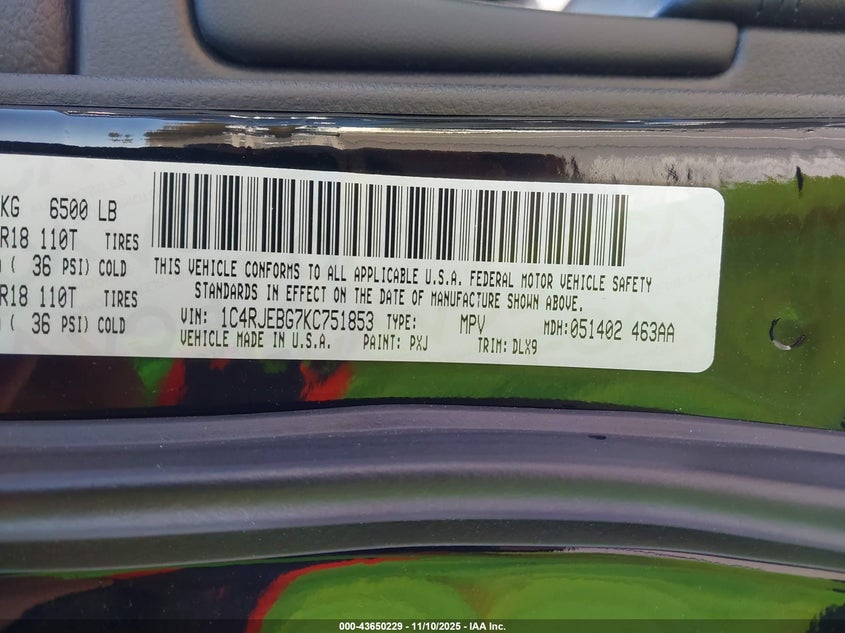 KG 6500 LB
R18 110T TIRES
( 36 PSI) COLD
R18 110T TIRES
( 36 PSI) COLD
THIS VEHICLE CONFORMS TO ALL APPLICABLE U.S.A. FEDERAL MOTOR VEHICLE SAFETY
STANDARDS IN EFFECT ON THE DATE OF MANUFACTURE SHOWN ABOVE.
VIN: 1C4RJEBG7KC751853 TYPE: MPV MDH: 051402 463AA
VEHICLE MADE IN U.S.A. PAINT: PXJ TRIM: DLX9
000-43650229 - 11/10/2025 - IAA Inc.